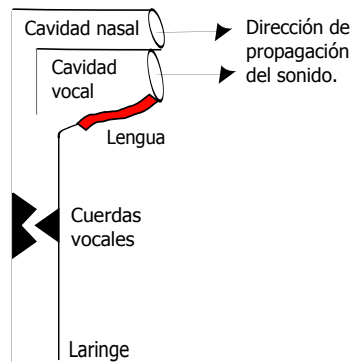 Cavidad nasal
Dirección de
propagación
del sonido.
Cavidad
vocal
Lengua
Cuerdas
vocales
Laringe